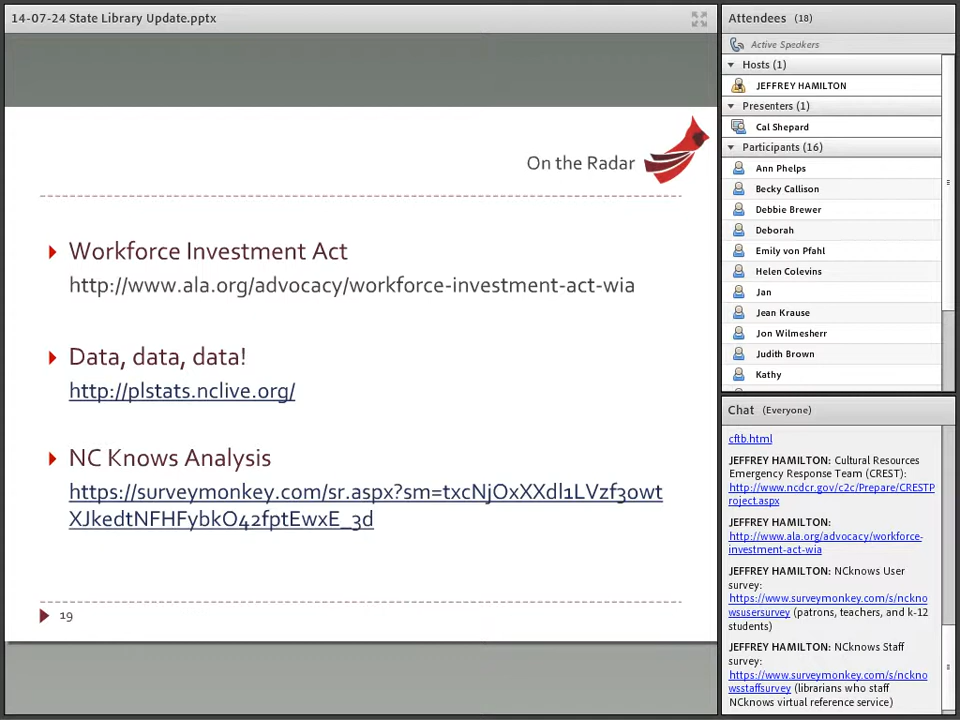 14-07-24 State Library Update.pptx
On the Radar
Workforce Investment Act
http://www.ala.org/advocacy/workforce-investment-act-wia
Data, data, data!
http://plstats.nclive.org/
NC Knows Analysis
https://surveymonkey.com/sr.aspx?sm=txcNjOxXXdl1LVzf3owt
XJkedtNFHFybkO42fptEwxE_3d
19
Attendees (18)
Active Speakers
Hosts (1)
JEFFREY HAMILTON
Presenters (1)
Cal Shepard
Participants (16)
Ann Phelps
Becky Callison
Debbie Brewer
Deborah
Emily von Pfahl
Helen Colevins
Jan
Jean Krause
Jon Wilmesherr
Judith Brown
Kathy
Chat (Everyone)
cftb.html
JEFFREY HAMILTON: Cultural Resources
Emergency Response Team (CREST):
http://www.ncdcr.gov/c2c/Prepare/CRESTP
roject.aspx
JEFFREY HAMILTON:
http://www.ala.org/advocacy/workforce-
investment-act-wia
JEFFREY HAMILTON: NCknows User
survey:
https://www.surveymonkey.com/s/nckno
wsusersurvey (patrons, teachers, and k-12
students)
JEFFREY HAMILTON: NCknows Staff
survey:
https://www.surveymonkey.com/s/nckno
wsstaffsurvey (librarians who staff
NCknows virtual reference service)